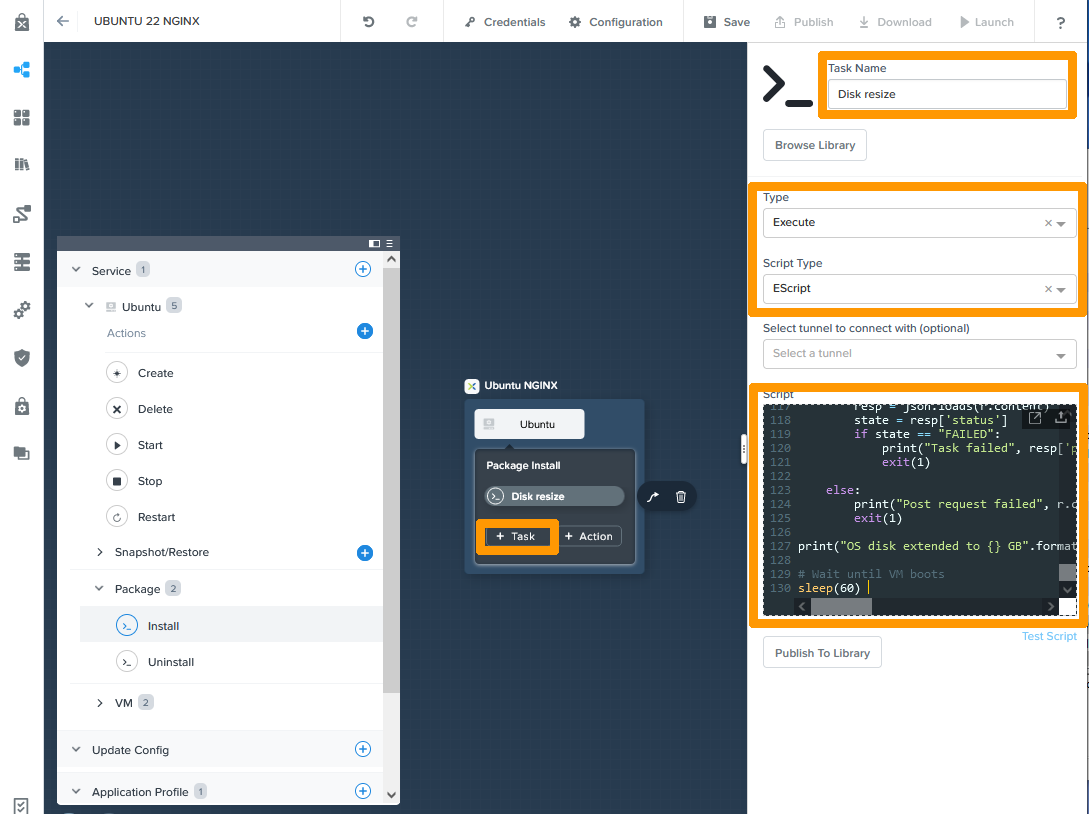 UBUNTU 22 NGINX
Credentials
Configuration
Save
Publish
Download
Launch
?
Task Name
Disk resize
Browse Library
Type
Execute
Script Type
EScript
Select tunnel to connect with (optional)
Select a tunnel
Script
117 resp = json.loads(r.content)
118 state = resp['status']
119 if state == "FAILED":
120 print("Task failed", resp['p
121 exit(1)
122
123 else:
124 print("Post request failed", r.c
125 exit(1)
126
127 print("OS disk extended to {} GB".format
128
129 # Wait until VM boots
130 sleep(60)
Test Script
Publish To Library
Service 1
Ubuntu 5
Actions
Create
Delete
Start
Stop
Restart
Snapshot/Restore
Package 2
Install
Uninstall
VM 2
Update Config
Application Profile 1
Ubuntu NGINX
Ubuntu
Package Install
Disk resize
+ Task
+ Action